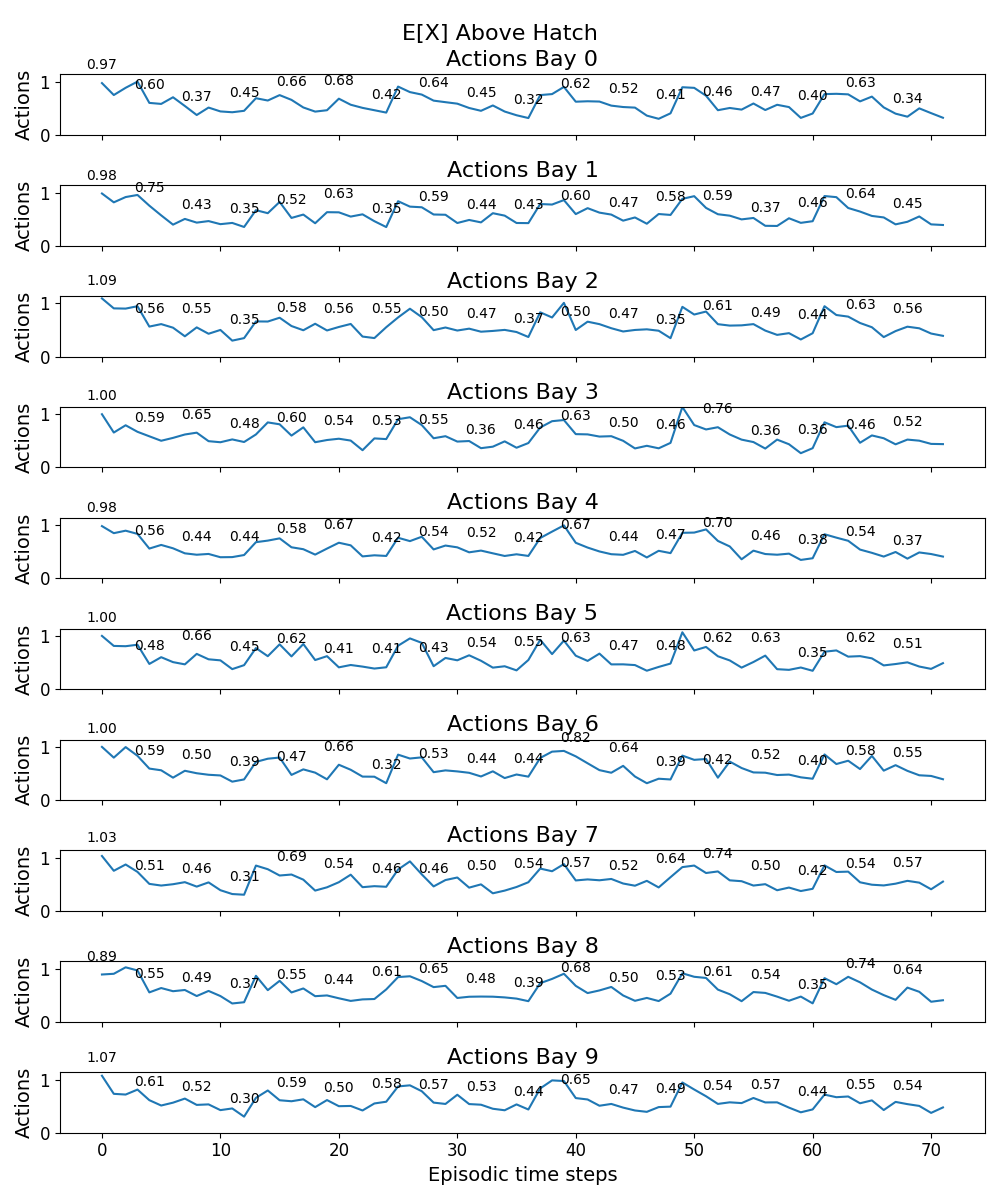 E[X] Above Hatch
Actions Bay 0
0.97 0.60 0.37 0.45 0.66 0.68 0.42 0.64 0.45 0.32 0.62 0.52 0.41 0.46 0.47 0.40 0.63 0.34
Actions
1
0
Actions Bay 1
0.98 0.75 0.43 0.35 0.52 0.63 0.35 0.59 0.44 0.43 0.60 0.47 0.58 0.59 0.37 0.46 0.64 0.45
Actions
1
0
Actions Bay 2
1.09 0.56 0.55 0.35 0.58 0.56 0.55 0.50 0.47 0.37 0.50 0.47 0.35 0.61 0.49 0.44 0.63 0.56
Actions
1
0
Actions Bay 3
1.00 0.59 0.65 0.48 0.60 0.54 0.53 0.55 0.36 0.46 0.63 0.50 0.46 0.76 0.36 0.36 0.46 0.52
Actions
1
0
Actions Bay 4
0.98 0.56 0.44 0.44 0.58 0.67 0.42 0.54 0.52 0.42 0.67 0.44 0.47 0.70 0.46 0.38 0.54 0.37
Actions
1
0
Actions Bay 5
1.00 0.48 0.66 0.45 0.62 0.41 0.41 0.43 0.54 0.55 0.63 0.47 0.48 0.62 0.63 0.35 0.62 0.51
Actions
1
0
Actions Bay 6
1.00 0.59 0.50 0.39 0.47 0.66 0.32 0.53 0.44 0.44 0.82 0.64 0.39 0.42 0.52 0.40 0.58 0.55
Actions
1
0
Actions Bay 7
1.03 0.51 0.46 0.31 0.69 0.54 0.46 0.46 0.50 0.54 0.57 0.52 0.64 0.74 0.50 0.42 0.54 0.57
Actions
1
0
Actions Bay 8
0.89 0.55 0.49 0.37 0.55 0.44 0.61 0.65 0.48 0.39 0.68 0.50 0.53 0.61 0.54 0.35 0.74 0.64
Actions
1
0
Actions Bay 9
1.07 0.61 0.52 0.30 0.59 0.50 0.58 0.57 0.53 0.44 0.65 0.47 0.49 0.54 0.57 0.44 0.55 0.54
Actions
1
0
0 10 20 30 40 50 60 70
Episodic time steps